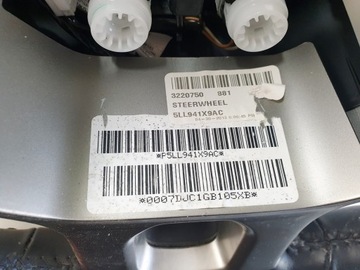 3220750 881
STEERWHEEL
5LL941X9AC
*P5LL941X9AC*
*0007DJC1GB105XB*